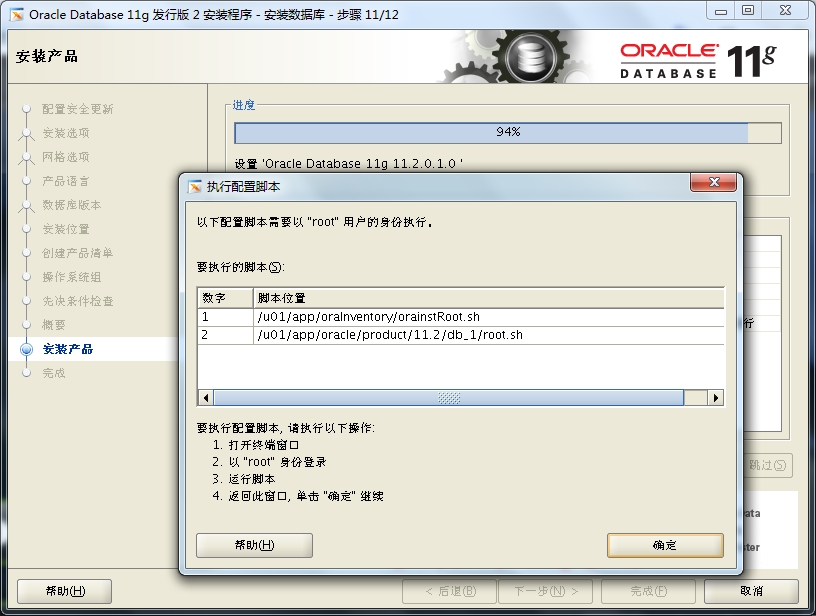 Oracle Database 11g 发行版 2 安装程序 - 安装数据库 - 步骤 11/12
安装产品
ORACLE
DATABASE
11g
配置安全更新
安装选项
网格选项
产品语言
数据库版本
安装位置
创建产品清单
操作系统组
先决条件检查
概要
安装产品
完成
进度
94%
设置 'Oracle Database 11g 11.2.0.1.0 '
执行配置脚本
以下配置脚本需要以 "root" 用户的身份执行。
要执行的脚本(S):
数字 脚本位置
1 /u01/app/oraInventory/orainstRoot.sh
2 /u01/app/oracle/product/11.2/db_1/root.sh
要执行配置脚本, 请执行以下操作:
1. 打开终端窗口
2. 以 "root" 身份登录
3. 运行脚本
4. 返回此窗口, 单击 "确定" 继续
帮助(H)
确定
行
跳过(S)
ata
ster
帮助(H)
< 后退(B)
下一步(N) >
完成(F)
取消